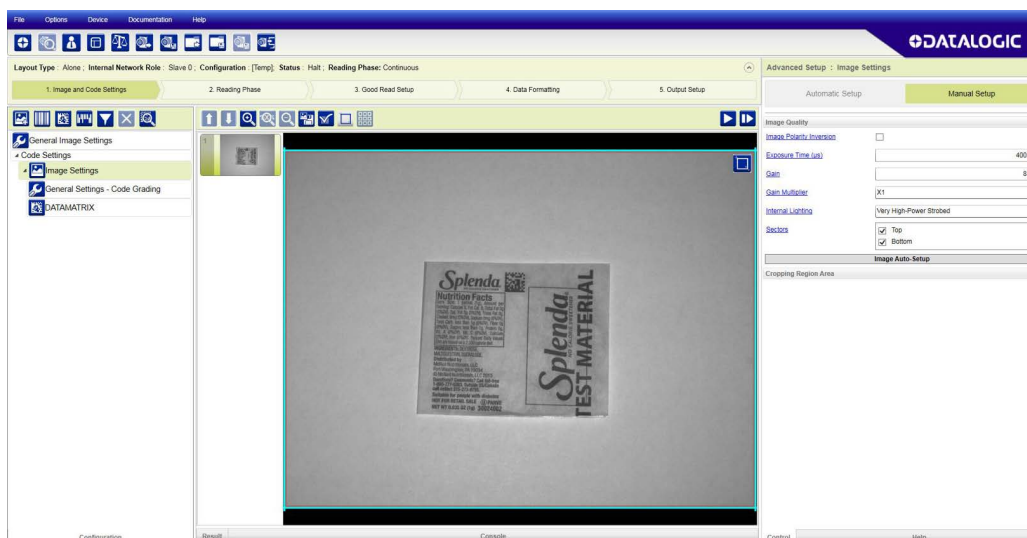 File Options Device Documentation Help
DATALOGIC
Layout Type : Alone ; Internal Network Role : Slave 0 ; Configuration : [Temp]; Status : Halt ; Reading Phase: Continuous
Advanced Setup : Image Settings
1. Image and Code Settings 2. Reading Phase 3. Good Read Setup 4. Data Formatting 5. Output Setup
Automatic Setup Manual Setup
General Image Settings
Code Settings
Image Settings
General Settings - Code Grading
DATAMATRIX
1
Splenda
Nutrition Facts
Splenda
NO CALORIE SWEETENER
TEST MATERIAL
Image Quality
Image Polarity Inversion
Exposure Time (µs) 400
Gain 8
Gain Multiplier X1
Internal Lighting Very High-Power Strobed
Sectors Top
Bottom
Image Auto-Setup
Cropping Region Area
Configuration Result Console Control Help